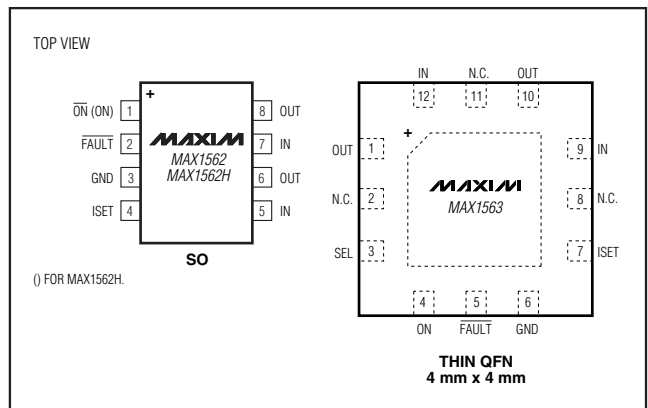 TOP VIEW
+
ON (ON) 1
FAULT 2
GND 3
ISET 4
MAXIM
MAX1562
MAX1562H
8 OUT
7 IN
6 OUT
5 IN
SO
() FOR MAX1562H.
IN N.C. OUT
12 11 10
+
OUT 1
N.C. 2
SEL 3
MAXIM
MAX1563
9 IN
8 N.C.
7 ISET
4 5 6
ON FAULT GND
THIN QFN
4 mm x 4 mm